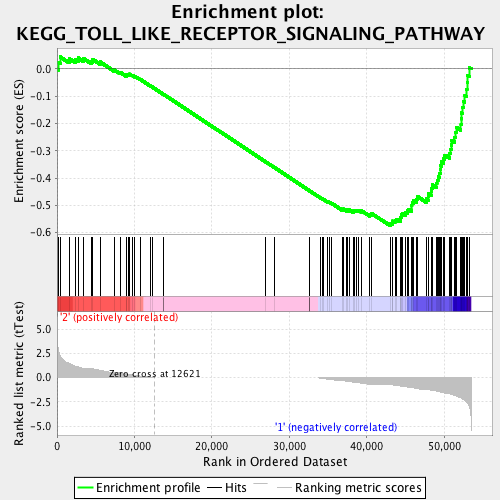 Enrichment plot:
KEGG_TOLL_LIKE_RECEPTOR_SIGNALING_PATHWAY
Enrichment score (ES)
0.0
-0.1
-0.2
-0.3
-0.4
-0.5
-0.6
'2' (positively correlated)
Ranked list metric (tTest)
5.0
2.5
0.0
-2.5
-5.0
Zero cross at 12621
'1' (negatively correlated)
0
10,000
20,000
30,000
40,000
50,000
Rank in Ordered Dataset
Enrichment profile
Hits
Ranking metric scores